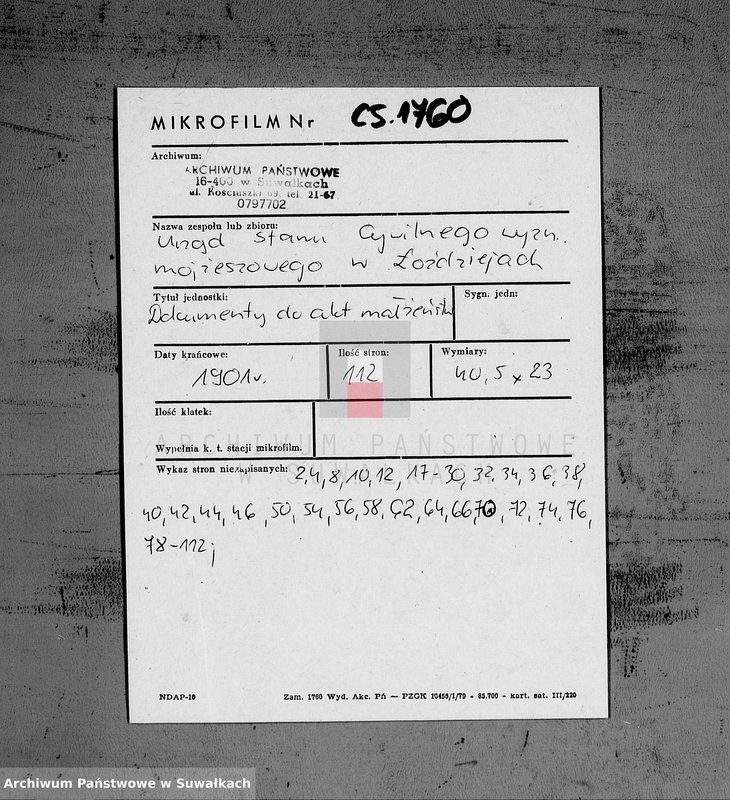 MIKROFILM Nr CS.1760
Archiwum:
ARCHIWUM PAŃSTWOWE
16-400 w Suwałkach
ul. Kościuszki 69, tel. 21-67
0797702
Nazwa zespołu lub zbioru:
Urząd Stanu Cywilnego wyzn.
mojżeszowego w Łoździejach
Tytuł jednostki:
Dokumenty do akt małżeństw
Sygn. jedn:
Daty krańcowe:
1901r.
Ilość stron:
112
Wymiary:
40,5 x 23
Ilość klatek:
Wypełnia k. t. stacji mikrofilm.
ARCHIWUM PAŃSTWOWE
W SUWAŁKACH
Wykaz stron niezapisanych: 2,4,8,10,12, 17-30, 32, 34, 36, 38,
40, 42, 44, 46, 50, 54, 56, 58, 62, 64, 66, 70, 72, 74, 76,
78-112;
NDAP-10
Zam. 1760 Wyd. Akc. Pń — PZGK 10459/1/79 - 85.700 - kart. sat. III/220
Archiwum Państwowe w Suwałkach